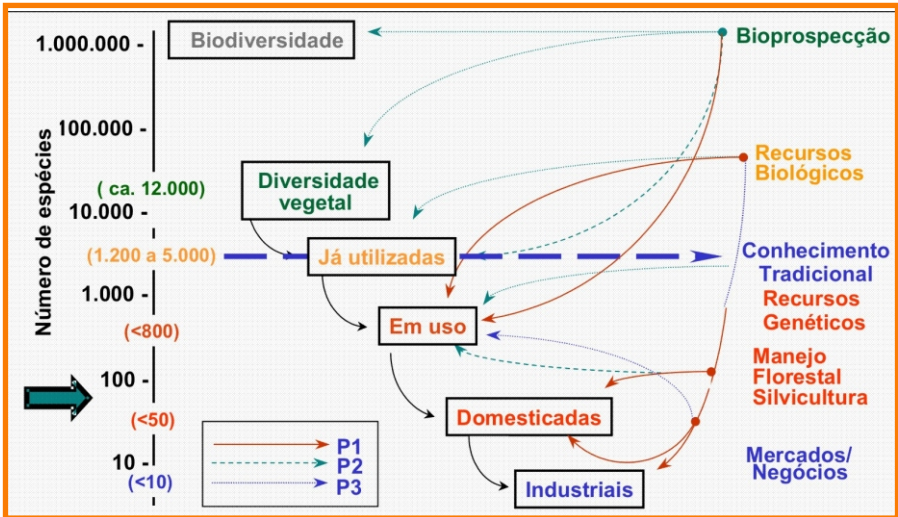 Número de espécies
1.000.000 -
100.000 -
( ca. 12.000)
10.000 -
(1.200 a 5.000)
1.000 -
(<800)
100 -
(<50)
10 -
(<10)
Biodiversidade
Diversidade
vegetal
Já utilizadas
Em uso
Domesticadas
Industriais
P1
P2
P3
Bioprospecção
Recursos
Biológicos
Conhecimento
Tradicional
Recursos
Genéticos
Manejo
Florestal
Silvicultura
Mercados/
Negócios